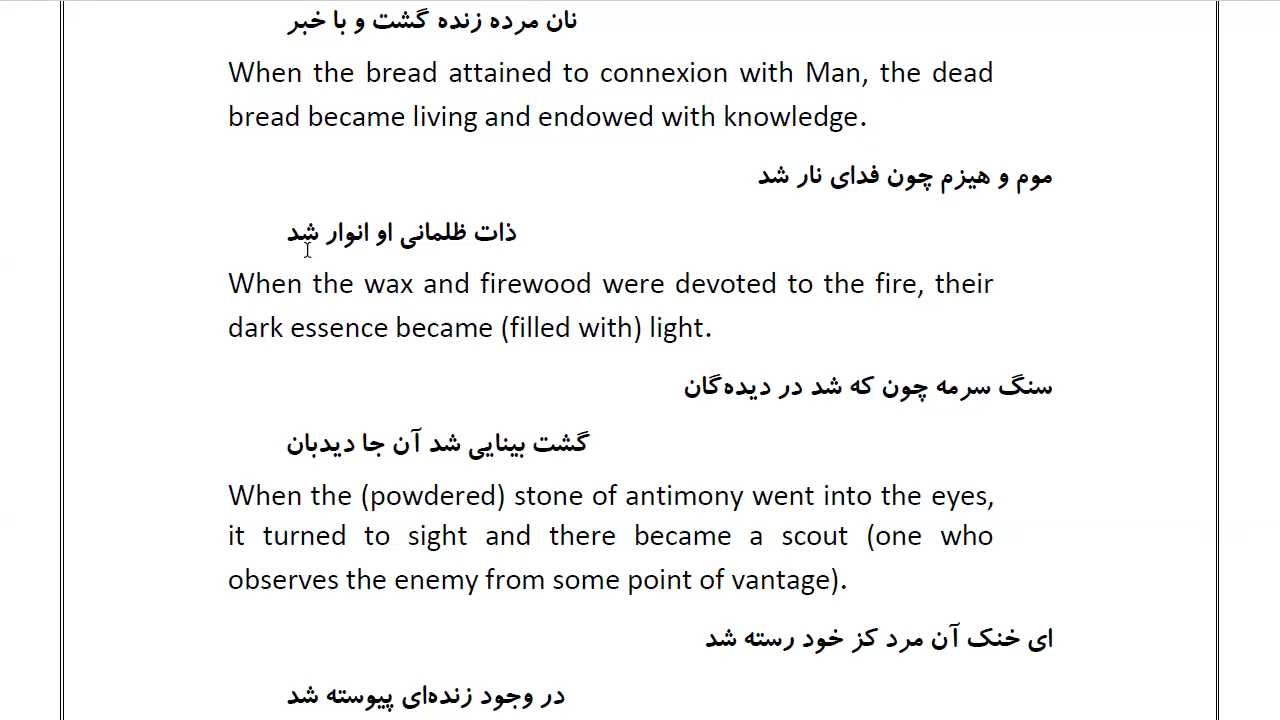 نان مرده زنده گشت و با خبر
When the bread attained to connexion with Man, the dead
bread became living and endowed with knowledge.
موم و هیزم چون فدای نار شد
ذات ظلمانی او انوار شد
When the wax and firewood were devoted to the fire, their
dark essence became (filled with) light.
سنگ سرمه چون که شد در دیده‌گان
گشت بینایی شد آن جا دیدبان
When the (powdered) stone of antimony went into the eyes,
it turned to sight and there became a scout (one who
observes the enemy from some point of vantage).
ای خنک آن مرد کز خود رسته شد
در وجود زنده‌ای پیوسته شد